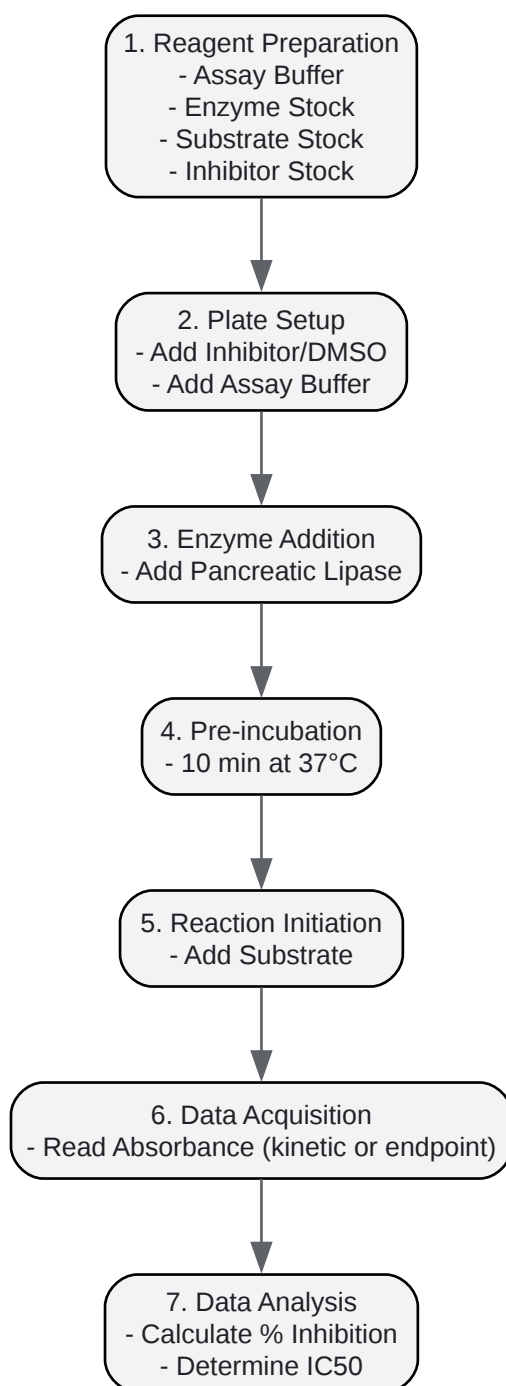 1. Reagent Preparation
- Assay Buffer
- Enzyme Stock
- Substrate Stock
- Inhibitor Stock
2. Plate Setup
- Add Inhibitor/DMSO
- Add Assay Buffer
3. Enzyme Addition
- Add Pancreatic Lipase
4. Pre-incubation
- 10 min at 37°C
5. Reaction Initiation
- Add Substrate
6. Data Acquisition
- Read Absorbance (kinetic or endpoint)
7. Data Analysis
- Calculate % Inhibition
- Determine IC50